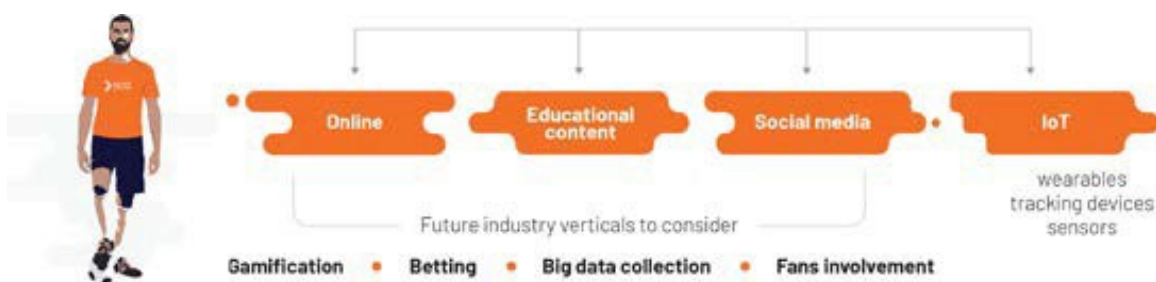 Online
Educational
content
Social media
IoT
wearables
tracking devices
sensors
Future industry verticals to consider
Gamification • Betting • Big data collection • Fans involvement